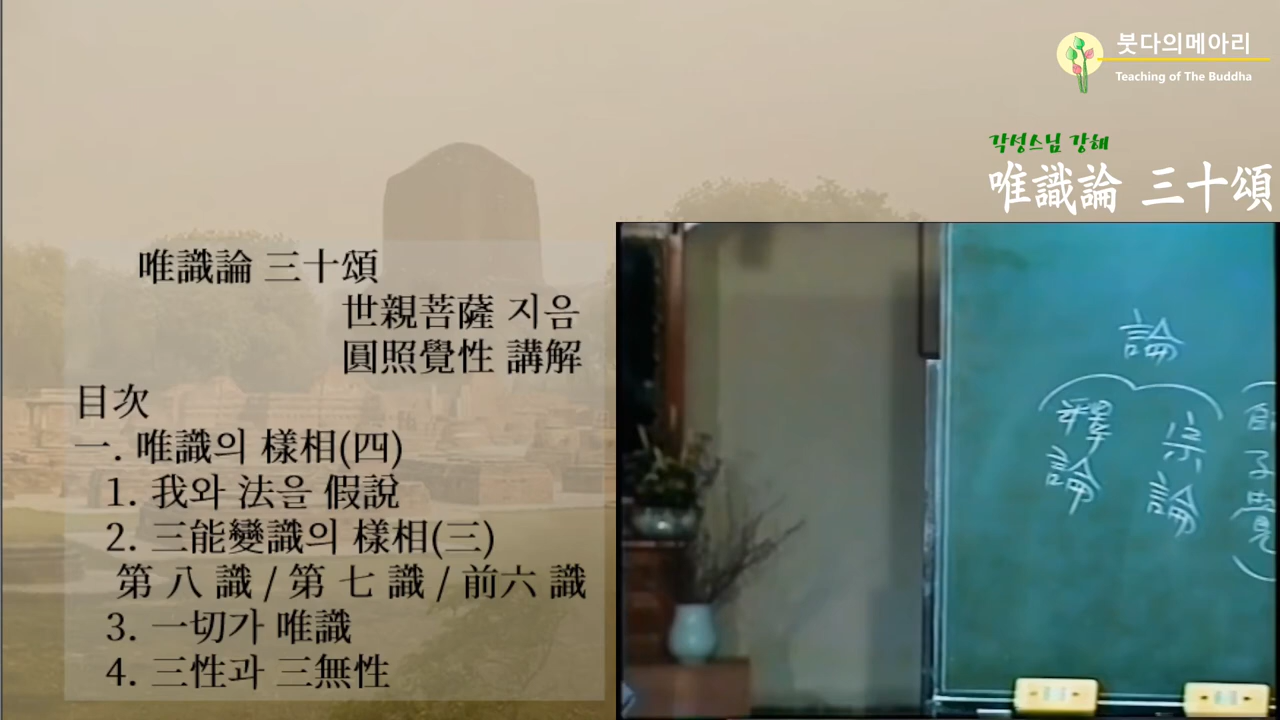 붓다의메아리
Teaching of The Buddha
각성스님 강해
唯識論 三十頌
唯識論 三十頌
世親菩薩 지음
圓照覺性 講解
目次
一. 唯識의 樣相(四)
1. 我와 法을 假說
2. 三能變識의 樣相(三)
第 八 識 / 第 七 識 / 前六 識
3. 一切가 唯識
4. 三性과 三無性
論
宗論
釋論